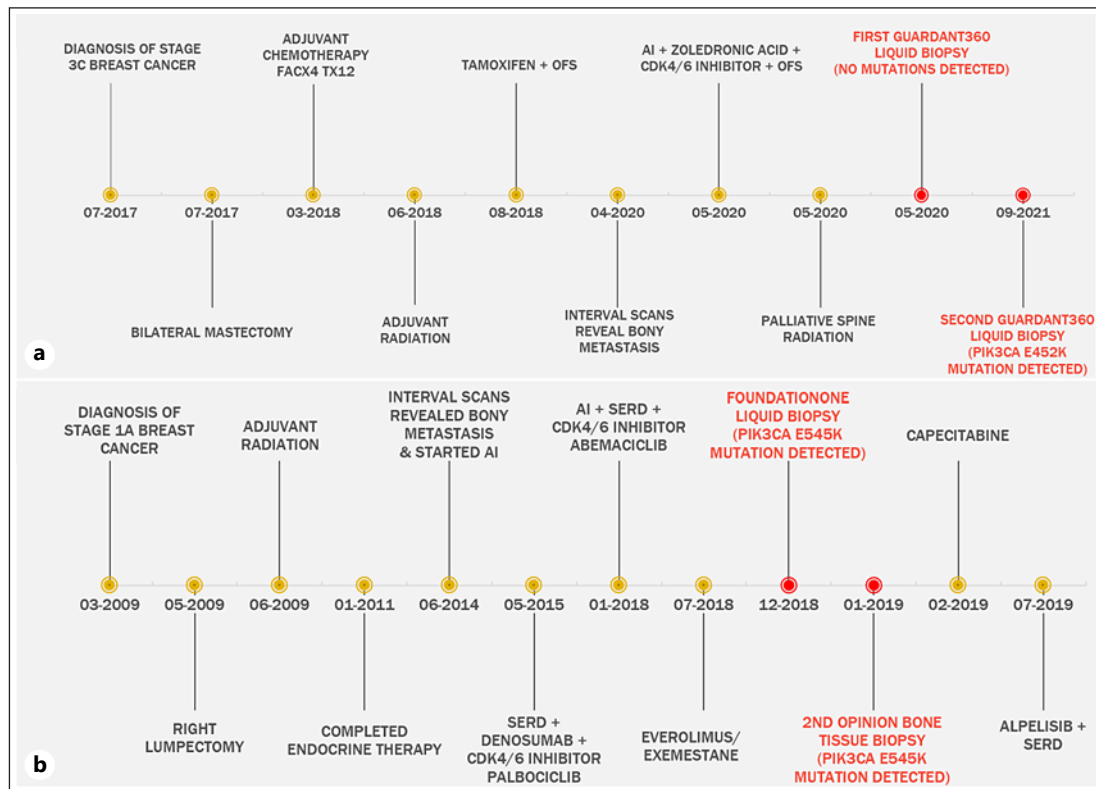 DIAGNOSIS OF STAGE
3C BREAST CANCER
ADJUVANT
CHEMOTHERAPY
FACX4 TX12
TAMOXIFEN + OFS
AI + ZOLEDRONIC ACID +
CDK4/6 INHIBITOR + OFS
FIRST GUARDANT360
LIQUID BIOPSY
(NO MUTATIONS DETECTED)
07-2017
07-2017
03-2018
06-2018
08-2018
04-2020
05-2020
05-2020
05-2020
09-2021
BILATERAL MASTECTOMY
ADJUVANT
RADIATION
INTERVAL SCANS
REVEAL BONY
METASTASIS
PALLIATIVE SPINE
RADIATION
SECOND GUARDANT360
LIQUID BIOPSY
(PIK3CA E452K
MUTATION DETECTED)
a
DIAGNOSIS OF
STAGE 1A BREAST
CANCER
ADJUVANT
RADIATION
INTERVAL SCANS
REVEALED BONY
METASTASIS
& STARTED AI
AI + SERD +
CDK4/6 INHIBITOR
ABEMACICLIB
FOUNDATIONONE
LIQUID BIOPSY
(PIK3CA E545K
MUTATION DETECTED)
CAPECITABINE
03-2009
05-2009
06-2009
01-2011
06-2014
05-2015
01-2018
07-2018
12-2018
01-2019
02-2019
07-2019
RIGHT
LUMPECTOMY
COMPLETED
ENDOCRINE THERAPY
SERD +
DENOSUMAB +
CDK4/6 INHIBITOR
PALBOCICLIB
EVEROLIMUS/
EXEMESTANE
2ND OPINION BONE
TISSUE BIOPSY
(PIK3CA E545K
MUTATION DETECTED)
ALPELISIB +
SERD
b